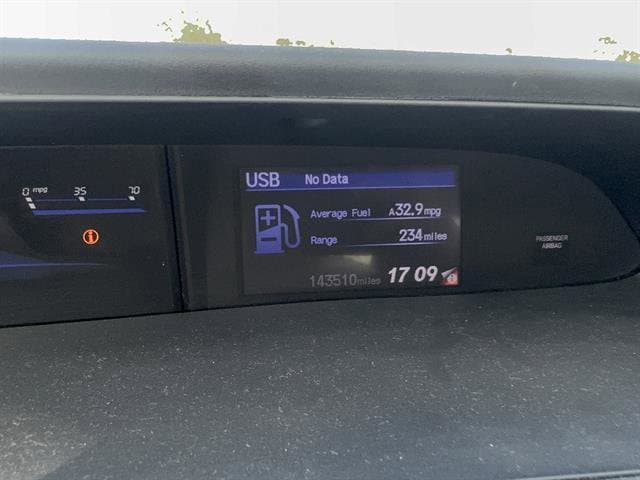 0 mpg 35 70
USB No Data
Average Fuel A32.9mpg
Range 234miles
143510miles 17 09
PASSENGER
AIRBAG